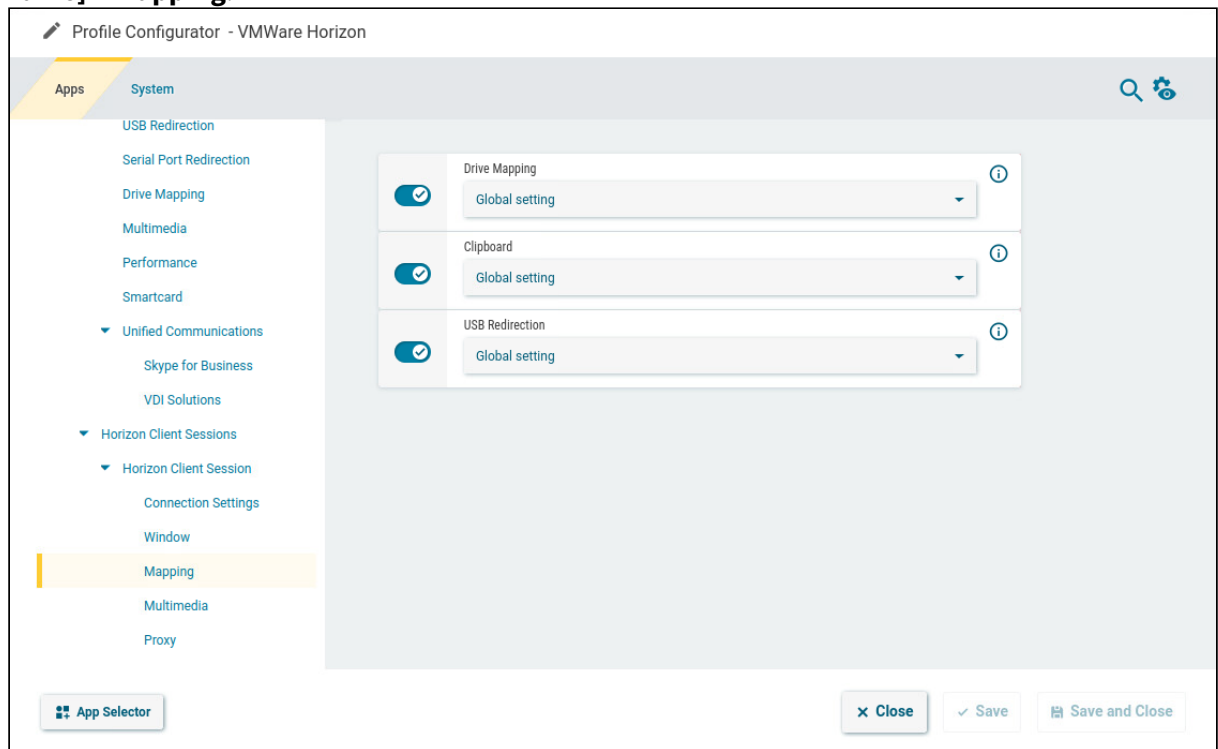 Profile Configurator - VMWare Horizon
Apps
System
USB Redirection
Serial Port Redirection
Drive Mapping
Multimedia
Performance
Smartcard
Unified Communications
Skype for Business
VDI Solutions
Horizon Client Sessions
Horizon Client Session
Connection Settings
Window
Mapping
Multimedia
Proxy
Drive Mapping
Global setting
Clipboard
Global setting
USB Redirection
Global setting
App Selector
Close
Save
Save and Close